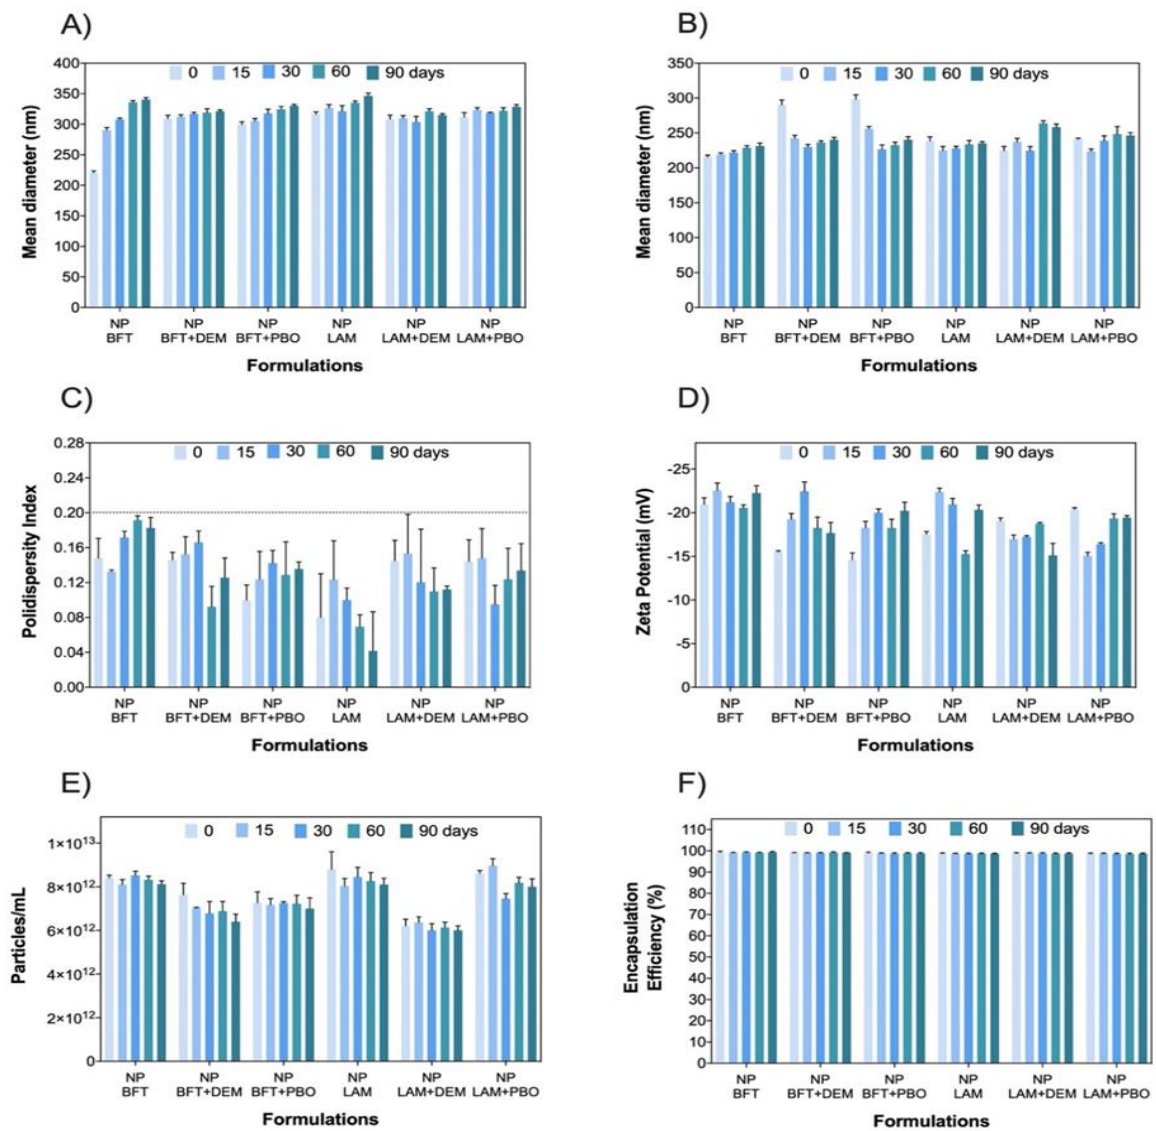 A)
0 15 30 60 90 days
400
350
300
250
200
150
100
50
0
Mean diameter (nm)
NP NP NP NP NP NP
BFT BFT+DEM BFT+PBO LAM LAM+DEM LAM+PBO
Formulations
B)
0 15 30 60 90 days
350
300
250
200
150
100
50
0
Mean diameter (nm)
NP NP NP NP NP NP
BFT BFT+DEM BFT+PBO LAM LAM+DEM LAM+PBO
Formulations
C)
0 15 30 60 90 days
0.28
0.24
0.20
0.16
0.12
0.08
0.04
0.00
Polidispersity Index
NP NP NP NP NP NP
BFT BFT+DEM BFT+PBO LAM LAM+DEM LAM+PBO
Formulations
D)
0 15 30 60 90 days
-25
-20
-15
-10
-5
0
Zeta Potential (mV)
NP NP NP NP NP NP
BFT BFT+DEM BFT+PBO LAM LAM+DEM LAM+PBO
Formulations
E)
0 15 30 60 90 days
1×10¹³
8×10¹²
6×10¹²
4×10¹²
2×10¹²
0
Particles/mL
NP NP NP NP NP NP
BFT BFT+DEM BFT+PBO LAM LAM+DEM LAM+PBO
Formulations
F)
0 15 30 60 90 days
110
100
90
80
70
60
50
40
30
20
10
0
Encapsulation
Efficiency (%)
NP NP NP NP NP NP
BFT BFT+DEM BFT+PBO LAM LAM+DEM LAM+PBO
Formulations